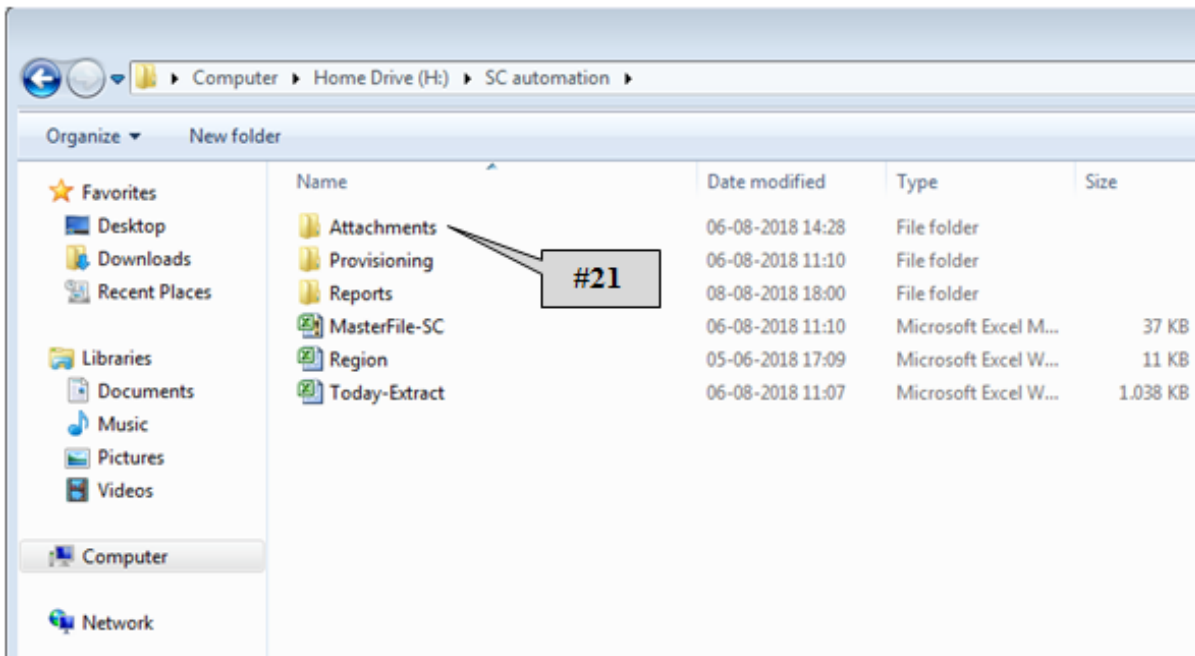 Computer Home Drive (H:) SC automation
Organize New folder
Favorites
Desktop
Downloads
Recent Places
Libraries
Documents
Music
Pictures
Videos
Computer
Network
Name Date modified Type Size
Attachments 06-08-2018 14:28 File folder
Provisioning 06-08-2018 11:10 File folder
Reports 08-08-2018 18:00 File folder
MasterFile-SC 06-08-2018 11:10 Microsoft Excel M... 37 KB
Region 05-06-2018 17:09 Microsoft Excel W... 11 KB
Today-Extract 06-08-2018 11:07 Microsoft Excel W... 1.038 KB
#21